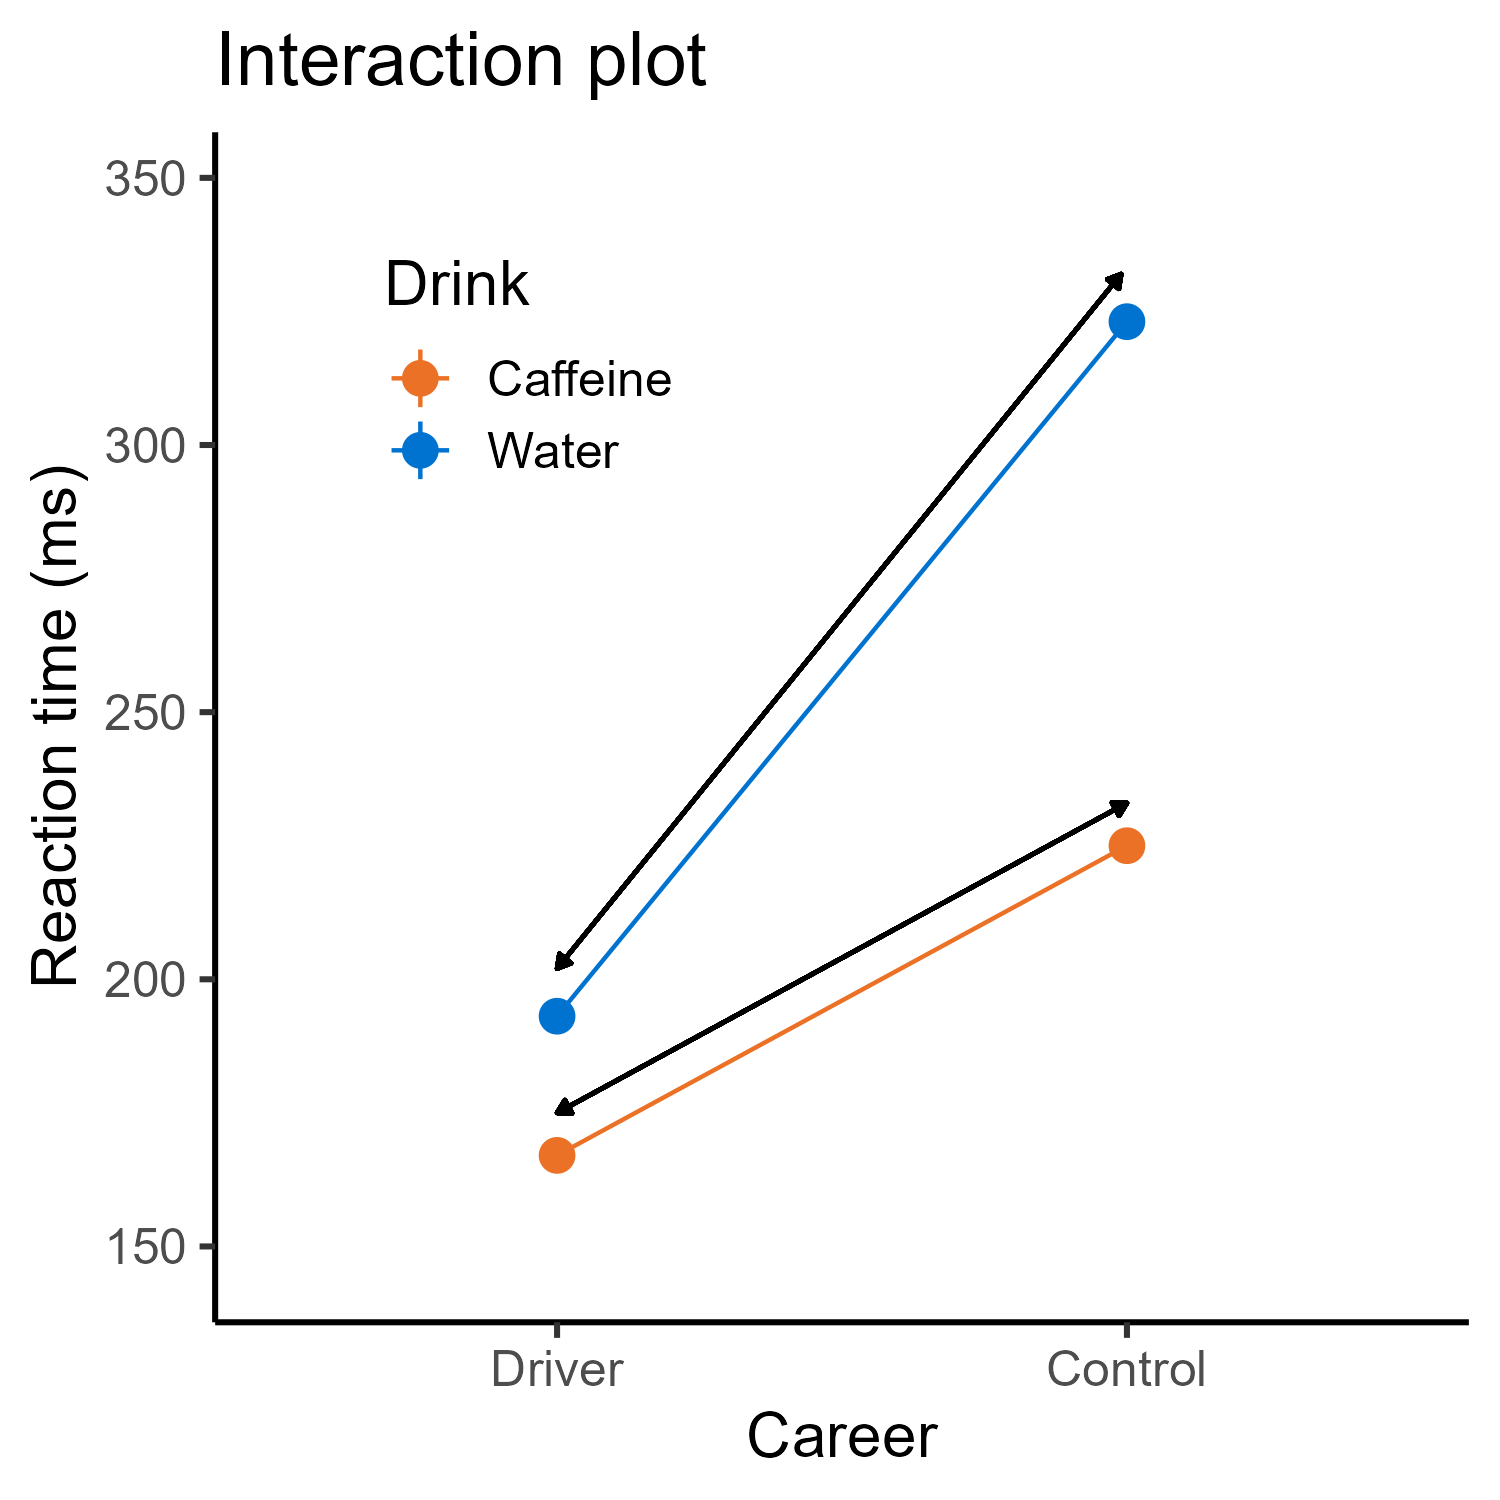 Interaction plot
350
300
250
200
150
Reaction time (ms)
Drink
Caffeine
Water
Driver
Control
Career